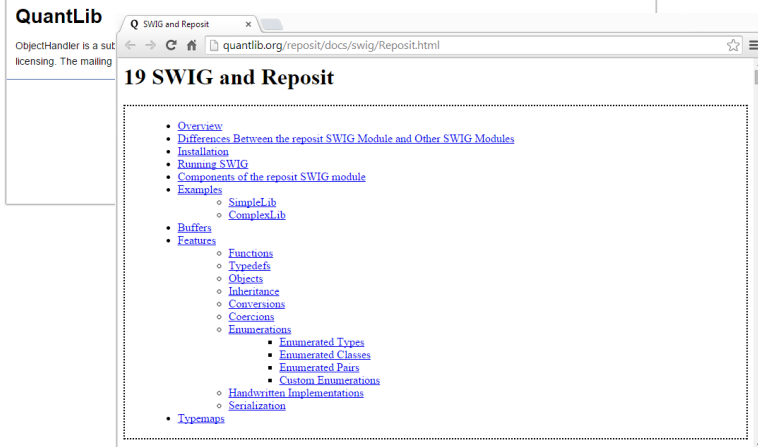 QuantLib
ObjectHandler is a sub
licensing. The mailing
Q SWIG and Reposit ×
quantlib.org/reposit/docs/swig/Reposit.html
19 SWIG and Reposit
Overview
Differences Between the reposit SWIG Module and Other SWIG Modules
Installation
Running SWIG
Components of the reposit SWIG module
Examples
SimpleLib
ComplexLib
Buffers
Features
Functions
Typedefs
Objects
Inheritance
Conversions
Coercions
Enumerations
Enumerated Types
Enumerated Classes
Enumerated Pairs
Custom Enumerations
Handwritten Implementations
Serialization
Typemaps